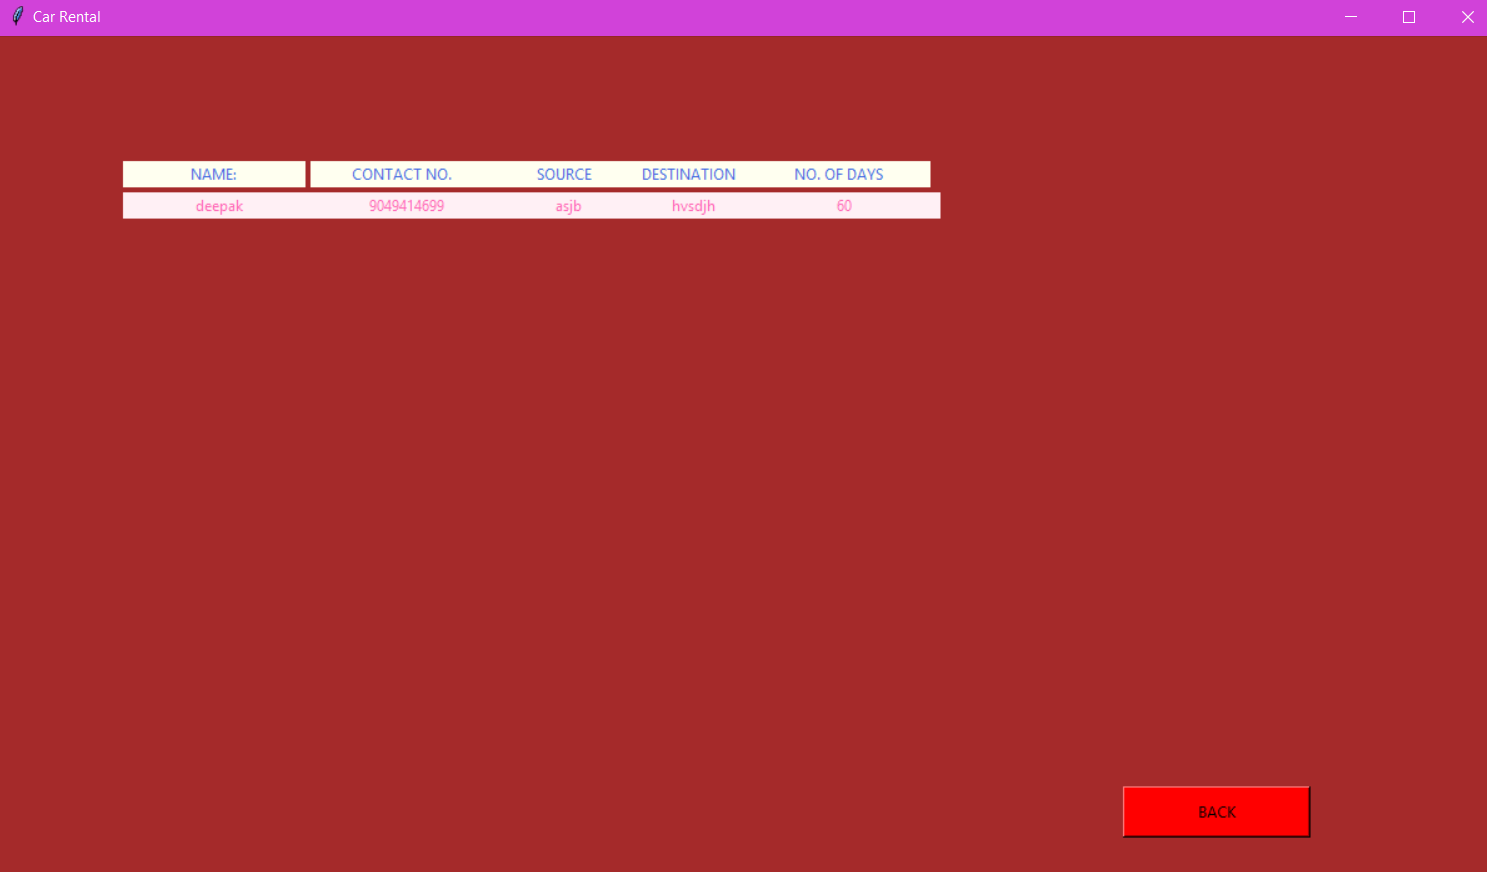 Car Rental
NAME: CONTACT NO. SOURCE DESTINATION NO. OF DAYS
deepak 9049414699 asjb hvsdjh 60
BACK